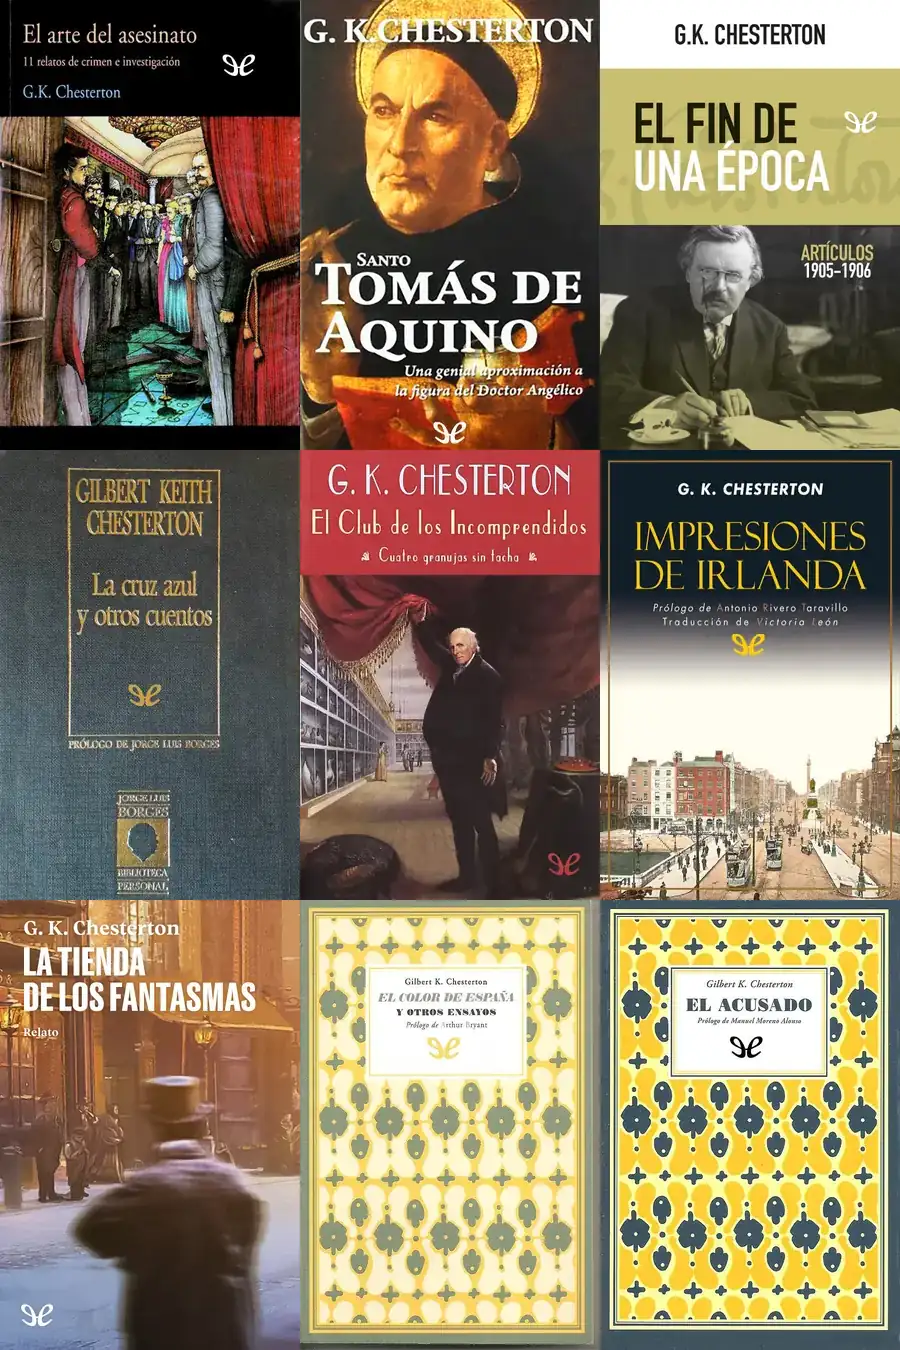 El arte del asesinato
11 relatos de crimen e investigación
G.K. Chesterton
G. K. CHESTERTON
SANTO
TOMÁS DE
AQUINO
Una genial aproximación a
la figura del Doctor Angélico
G.K. CHESTERTON
EL FIN DE
UNA ÉPOCA
ARTÍCULOS
1905-1906
GILBERT KEITH
CHESTERTON
La cruz azul
y otros cuentos
PRÓLOGO DE JORGE LUIS BORGES
JORGE LUIS
BORGES
BIBLIOTECA
PERSONAL
G. K. CHESTERTON
El Club de los Incomprendidos
Cuatro granujas sin tacha
G. K. CHESTERTON
IMPRESIONES
DE IRLANDA
Prólogo de Antonio Rivero Taravillo
Traducción de Victoria León
G. K. Chesterton
LA TIENDA
DE LOS FANTASMAS
Relato
Gilbert K. Chesterton
EL COLOR DE ESPAÑA
Y OTROS ENSAYOS
Prólogo de Arthur Bryant
Gilbert K. Chesterton
EL ACUSADO
Prólogo de Manuel Moreno Alonso